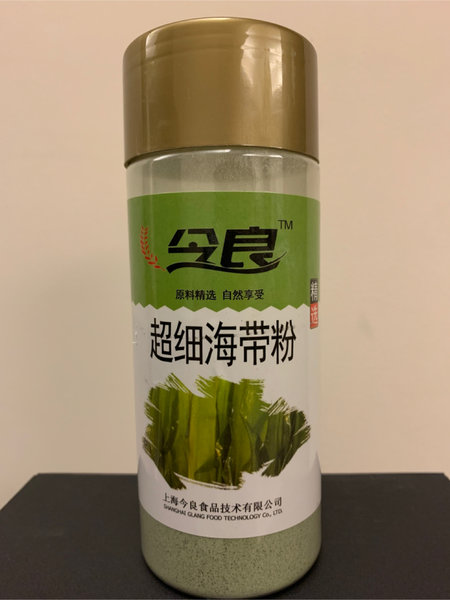 今良™
原料精选 自然享受
精选
超细海带粉
上海今良食品技术有限公司
SHANGHAI GLANG FOOD TECHNOLOGY Co., LTD.